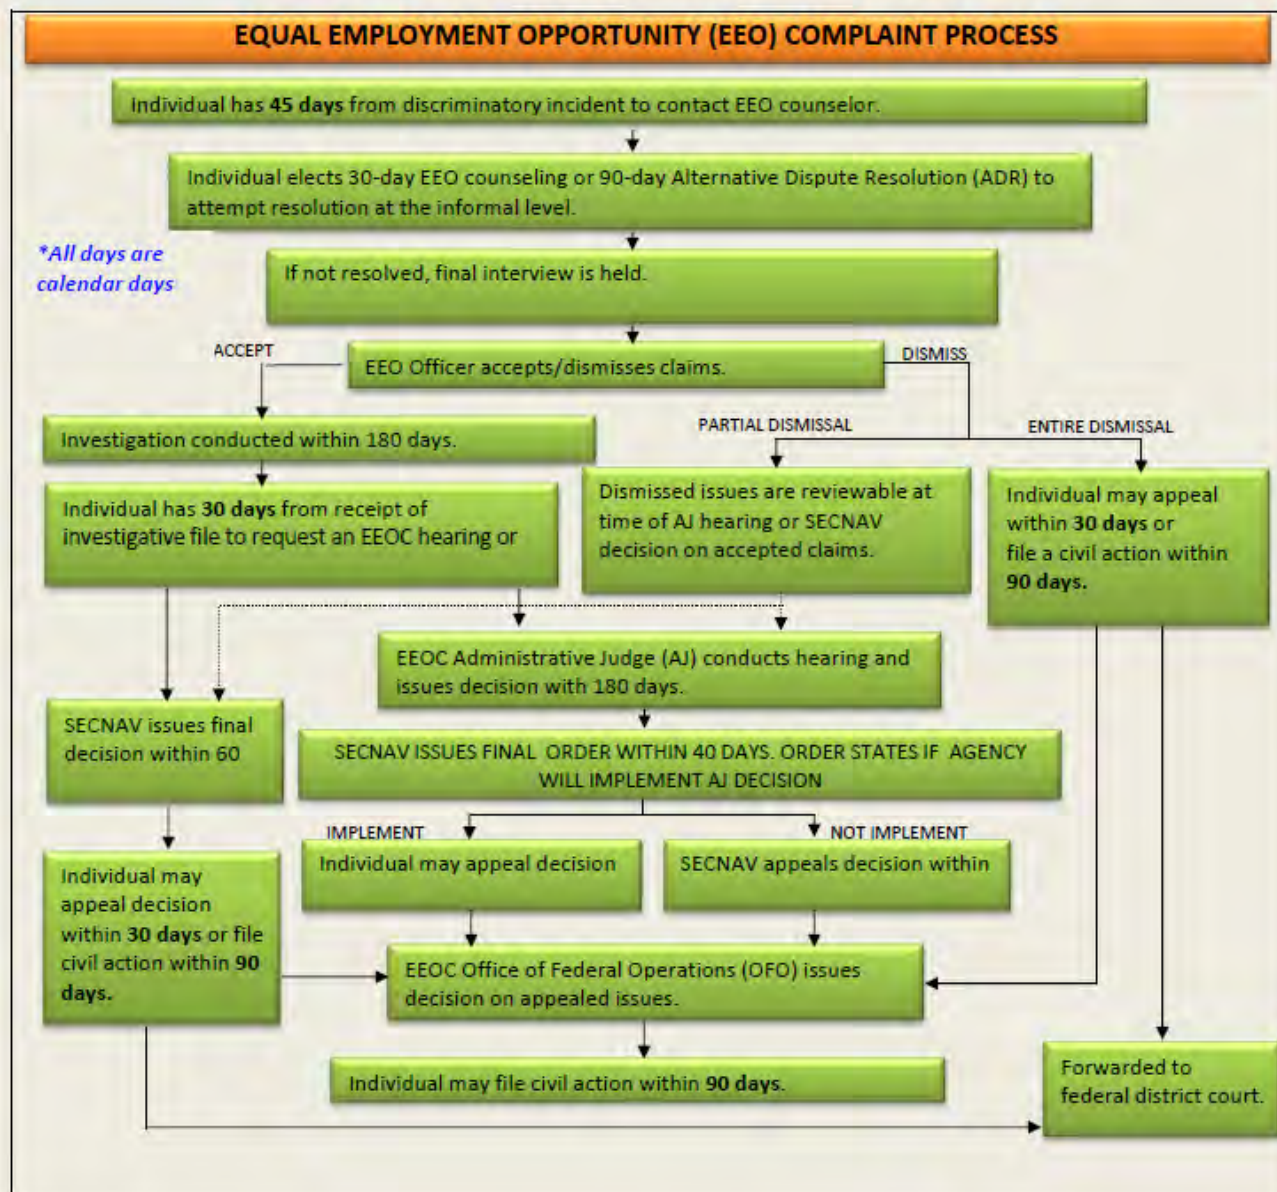 EQUAL EMPLOYMENT OPPORTUNITY (EEO) COMPLAINT PROCESS
Individual has 45 days from discriminatory incident to contact EEO counselor.
Individual elects 30-day EEO counseling or 90-day Alternative Dispute Resolution (ADR) to
attempt resolution at the informal level.
*All days are
calendar days
If not resolved, final interview is held.
ACCEPT
EEO Officer accepts/dismisses claims.
DISMISS
Investigation conducted within 180 days.
PARTIAL DISMISSAL
ENTIRE DISMISSAL
Individual has 30 days from receipt of
investigative file to request an EEOC hearing or
Dismissed issues are reviewable at
time of AJ hearing or SECNAV
decision on accepted claims.
Individual may appeal
within 30 days or
file a civil action within
90 days.
EEOC Administrative Judge (AJ) conducts hearing and
issues decision with 180 days.
SECNAV issues final
decision within 60
SECNAV ISSUES FINAL ORDER WITHIN 40 DAYS. ORDER STATES IF AGENCY
WILL IMPLEMENT AJ DECISION
IMPLEMENT
NOT IMPLEMENT
Individual may appeal decision
SECNAV appeals decision within
Individual may
appeal decision
within 30 days or file
civil action within 90
days.
EEOC Office of Federal Operations (OFO) issues
decision on appealed issues.
Individual may file civil action within 90 days.
Forwarded to
federal district court.